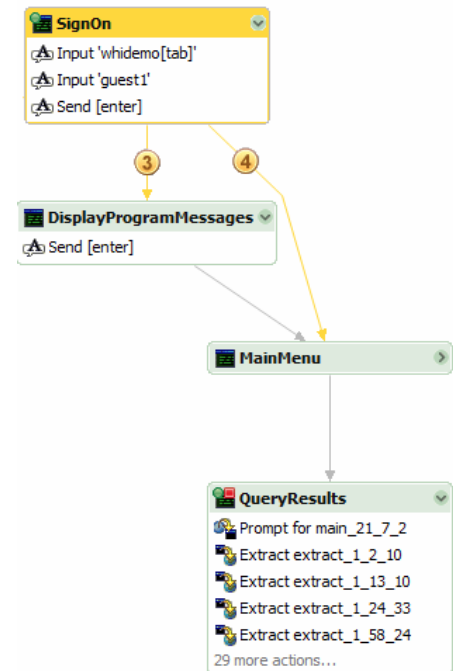 SignOn
Input 'whidemo[tab]'
Input 'guest1'
Send [enter]
3
4
DisplayProgramMessages
Send [enter]
MainMenu
QueryResults
Prompt for main_21_7_2
Extract extract_1_2_10
Extract extract_1_13_10
Extract extract_1_24_33
Extract extract_1_58_24
29 more actions...